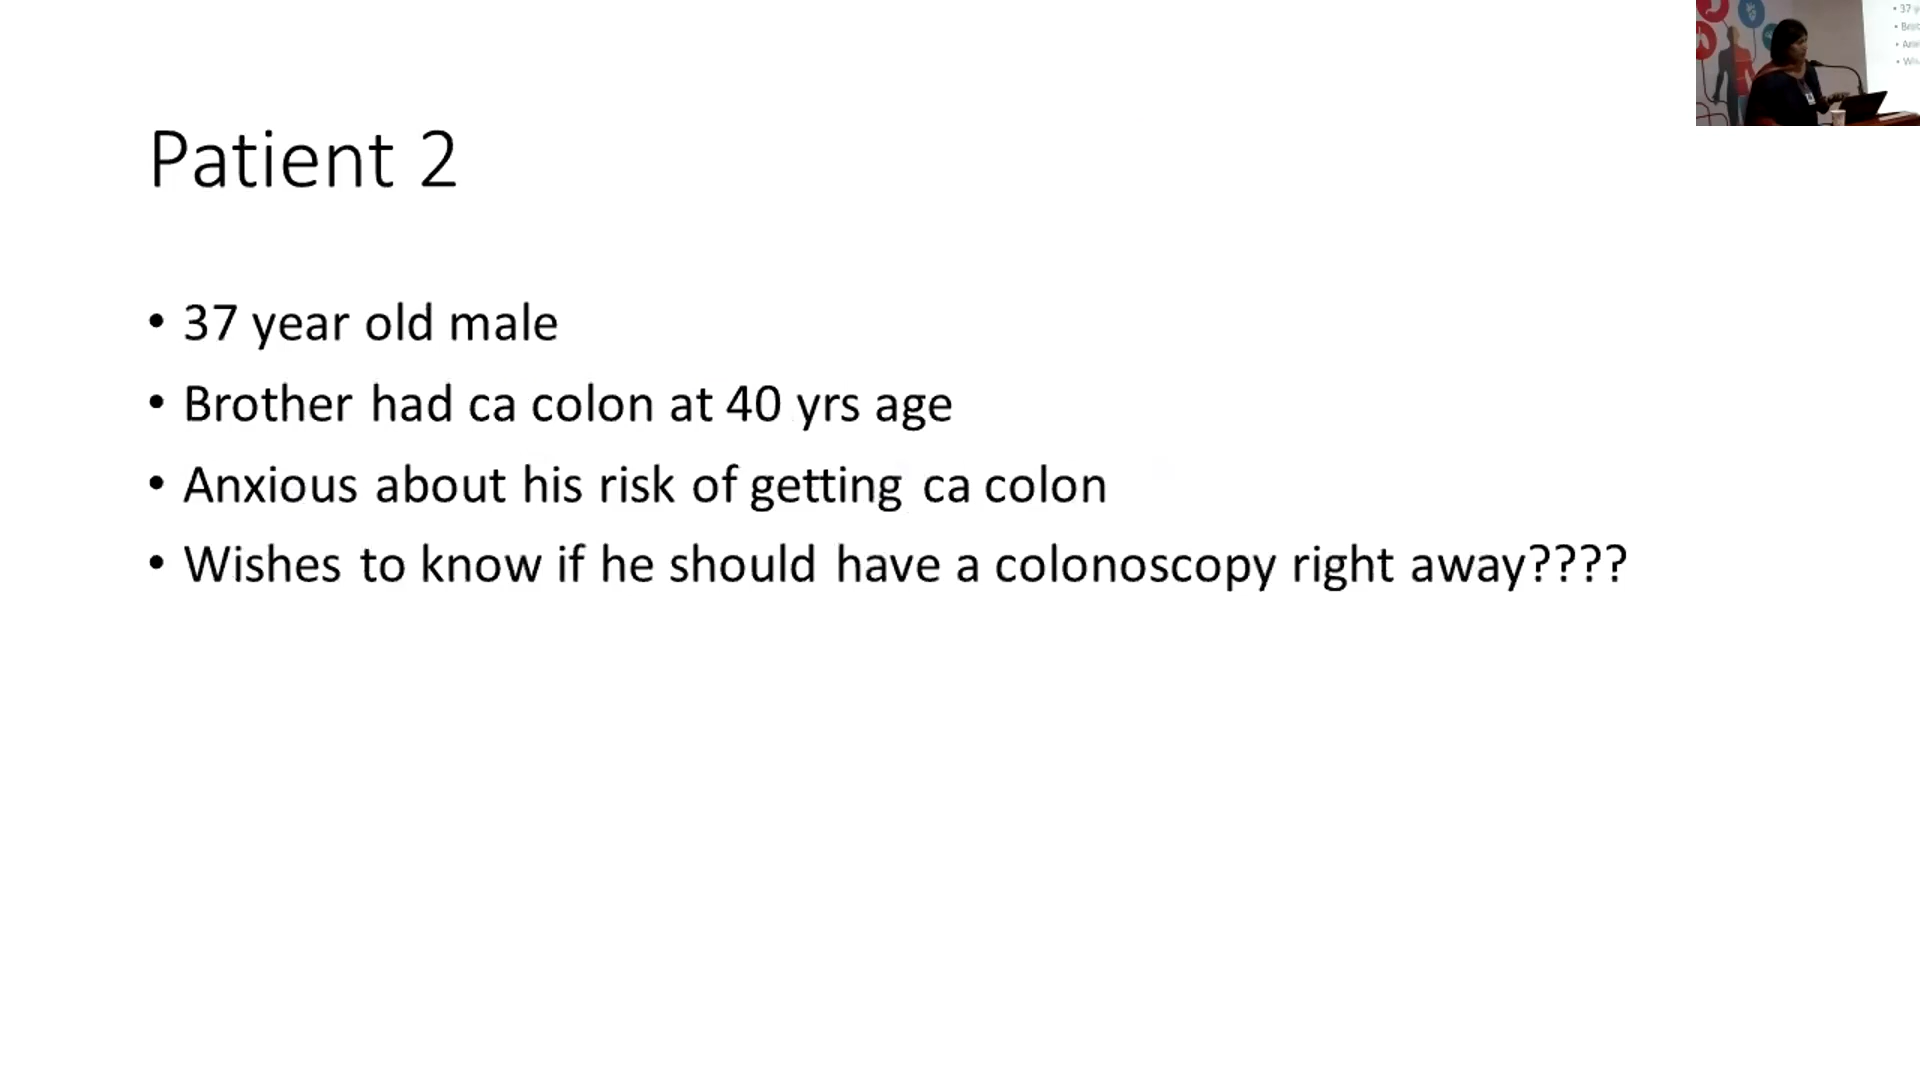 Patient 2
• 37 year old male
• Brother had ca colon at 40 yrs age
• Anxious about his risk of getting ca colon
• Wishes to know if he should have a colonoscopy right away????
• 37